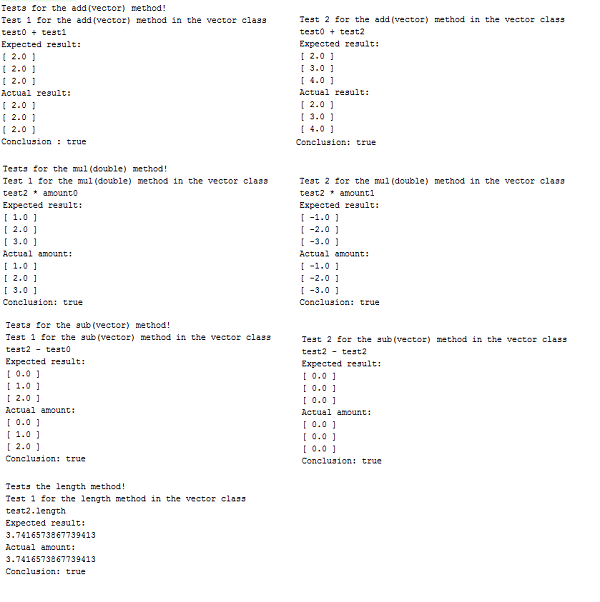 Tests for the add(vector) method!
Test 1 for the add(vector) method in the vector class
test0 + test1
Expected result:
[ 2.0 ]
[ 2.0 ]
[ 2.0 ]
Actual result:
[ 2.0 ]
[ 2.0 ]
[ 2.0 ]
Conclusion : true
Test 2 for the add(vector) method in the vector class
test0 + test2
Expected result:
[ 2.0 ]
[ 3.0 ]
[ 4.0 ]
Actual result:
[ 2.0 ]
[ 3.0 ]
[ 4.0 ]
Conclusion: true
Tests for the mul(double) method!
Test 1 for the mul(double) method in the vector class
test2 * amount0
Expected result:
[ 1.0 ]
[ 2.0 ]
[ 3.0 ]
Actual amount:
[ 1.0 ]
[ 2.0 ]
[ 3.0 ]
Conclusion: true
Test 2 for the mul(double) method in the vector class
test2 * amount1
Expected result:
[ -1.0 ]
[ -2.0 ]
[ -3.0 ]
Actual amount:
[ -1.0 ]
[ -2.0 ]
[ -3.0 ]
Conclusion: true
Tests for the sub(vector) method!
Test 1 for the sub(vector) method in the vector class
test2 - test0
Expected result:
[ 0.0 ]
[ 1.0 ]
[ 2.0 ]
Actual amount:
[ 0.0 ]
[ 1.0 ]
[ 2.0 ]
Conclusion: true
Test 2 for the sub(vector) method in the vector class
test2 - test2
Expected result:
[ 0.0 ]
[ 0.0 ]
[ 0.0 ]
Actual amount:
[ 0.0 ]
[ 0.0 ]
[ 0.0 ]
Conclusion: true
Tests the length method!
Test 1 for the length method in the vector class
test2.length
Expected result:
3.7416573867739413
Actual amount:
3.7416573867739413
Conclusion: true